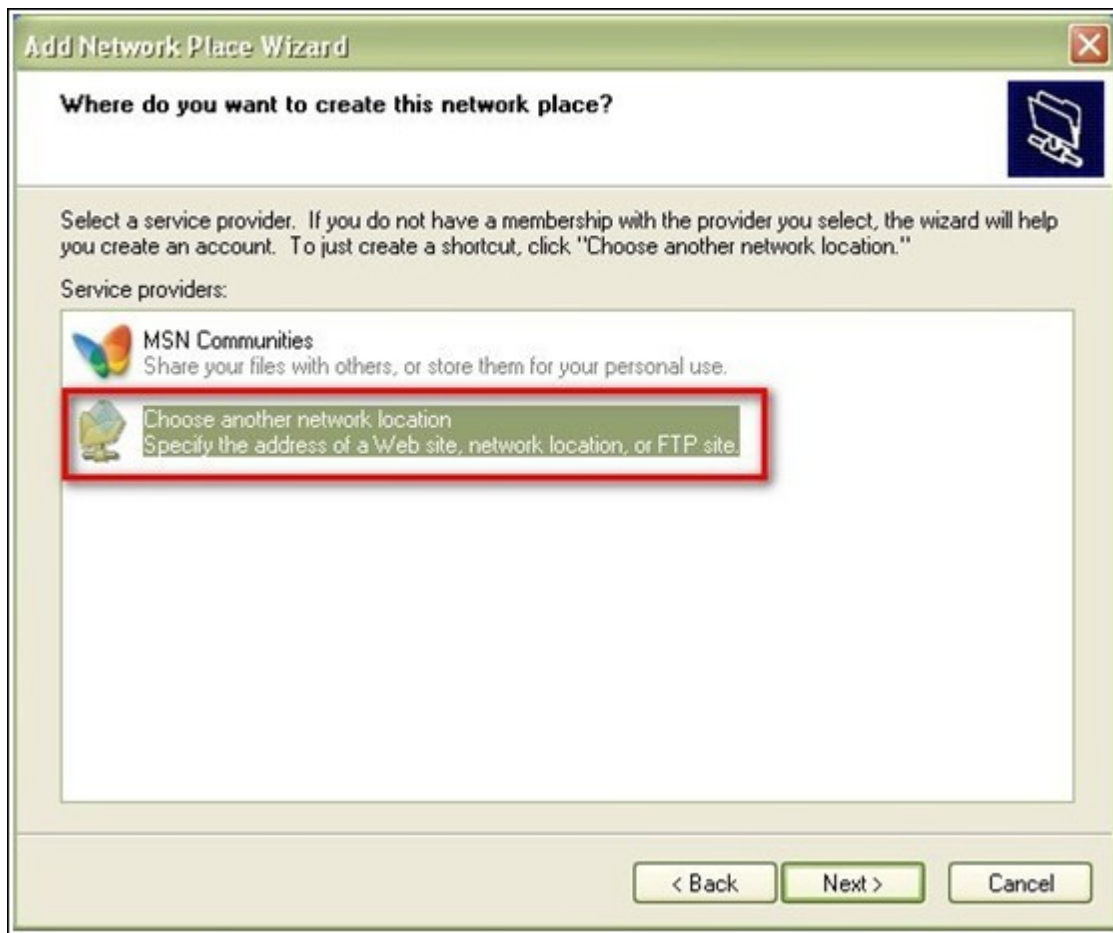 Add Network Place Wizard
Where do you want to create this network place?
Select a service provider.  If you do not have a membership with the provider you select, the wizard will help
you create an account.  To just create a shortcut, click "Choose another network location."
Service providers:
MSN Communities
Share your files with others, or store them for your personal use.
Choose another network location
Specify the address of a Web site, network location, or FTP site.
< Back Next > Cancel